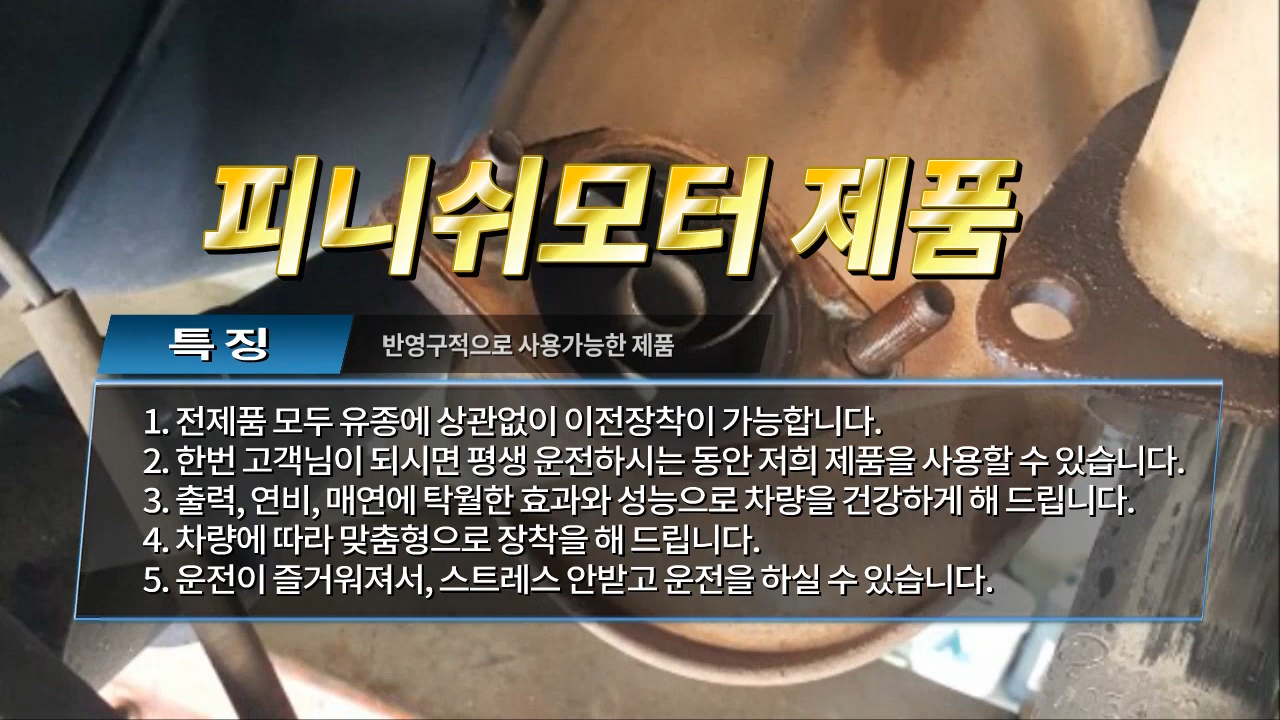 피니쉬모터 제품
특 징
반영구적으로 사용가능한 제품
1. 전제품 모두 유종에 상관없이 이전장착이 가능합니다.
2. 한번 고객님이 되시면 평생 운전하시는 동안 저희 제품을 사용할 수 있습니다.
3. 출력, 연비, 매연에 탁월한 효과와 성능으로 차량을 건강하게 해 드립니다.
4. 차량에 따라 맞춤형으로 장착을 해 드립니다.
5. 운전이 즐거워져서, 스트레스 안받고 운전을 하실 수 있습니다.